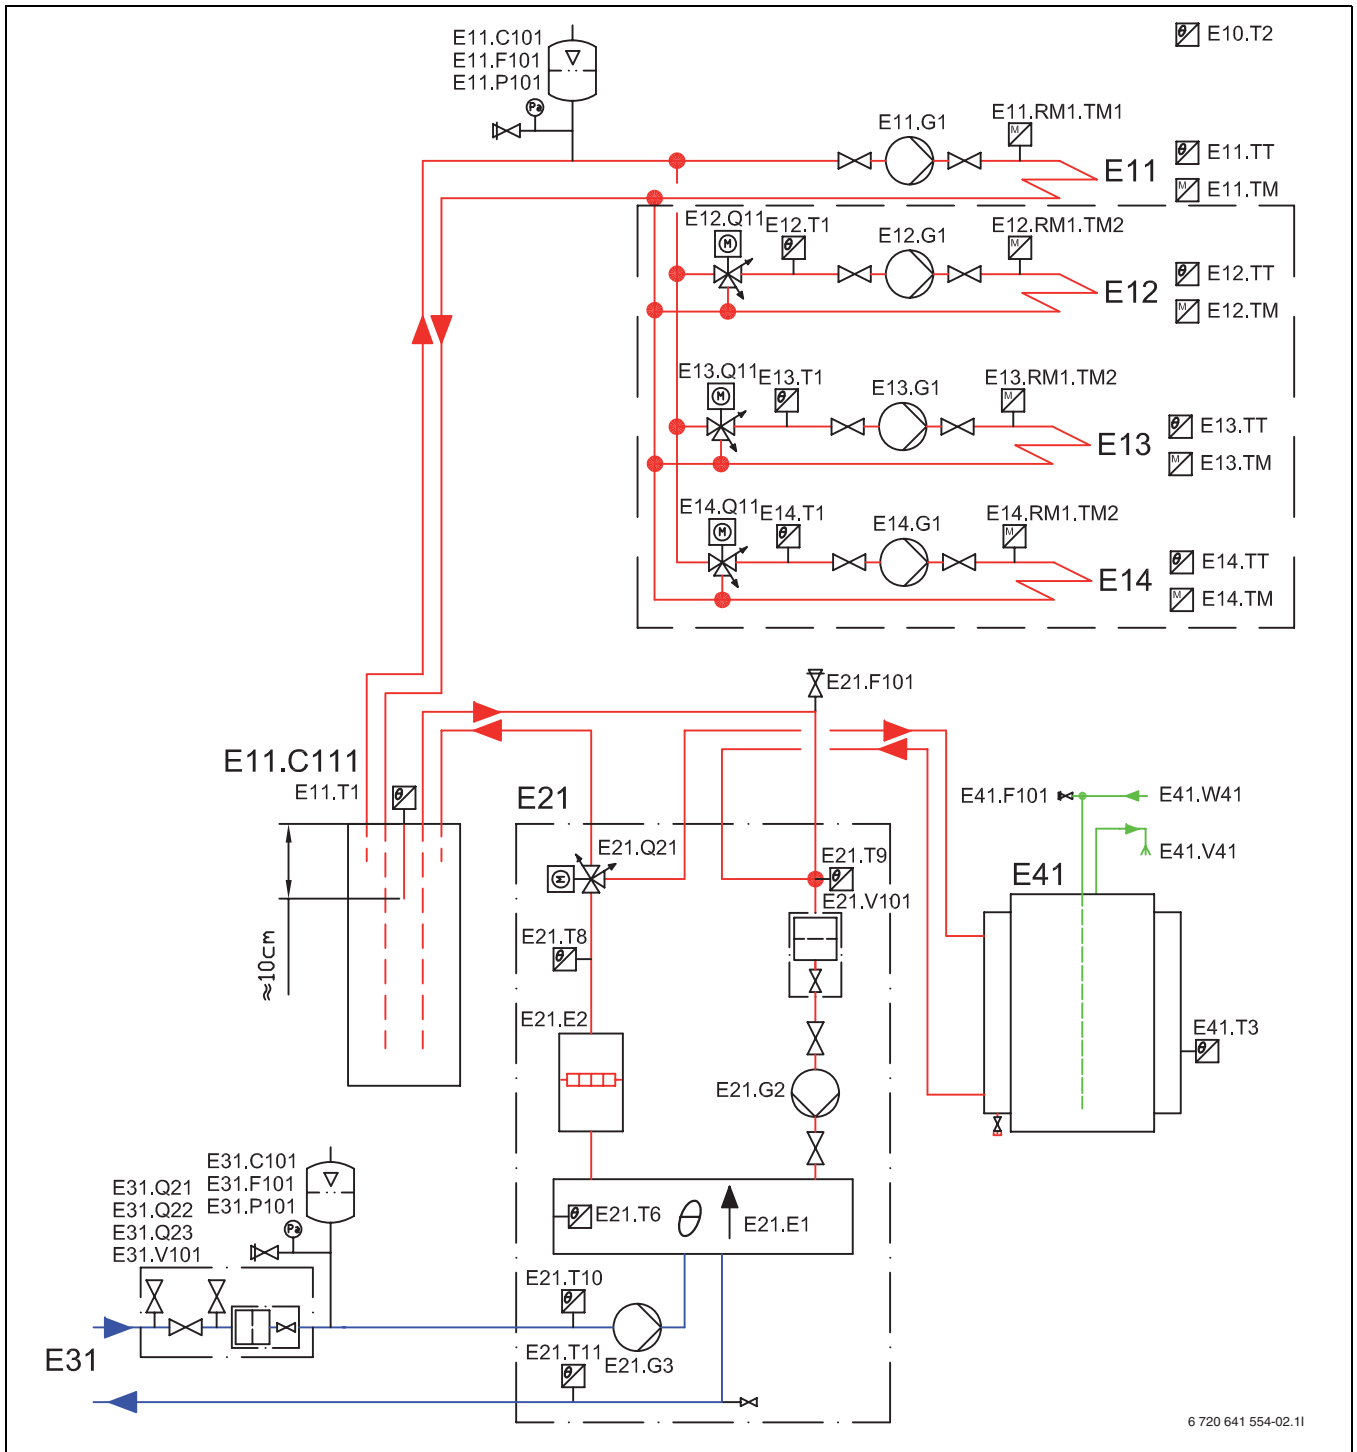 E11.C101
E11.F101
E11.P101
Pa
E10.T2
θ
E11.G1
E11.RM1.TM1
M
E11
θ
E11.TT
M
E11.TM
E12.Q11
M
E12.T1
θ
E12.G1
E12.RM1.TM2
M
E12
θ
E12.TT
M
E12.TM
E13.Q11
M
E13.T1
θ
E13.G1
E13.RM1.TM2
M
E13
θ
E13.TT
M
E13.TM
E14.Q11
M
E14.T1
θ
E14.G1
E14.RM1.TM2
M
E14
θ
E14.TT
M
E14.TM
E21.F101
E11.C111
E11.T1
θ
≈10cm
E21
E21.Q21
M
E21.T9
θ
E21.V101
E21.T8
θ
E21.E2
E21.G2
E41.F101
E41.W41
E41.V41
E41
E41.T3
θ
E31.C101
E31.F101
E31.P101
Pa
E31.Q21
E31.Q22
E31.Q23
E31.V101
θ
E21.T6
E21.E1
E21.T10
θ
E21.G3
E21.T11
θ
E31
6 720 641 554-02.1I